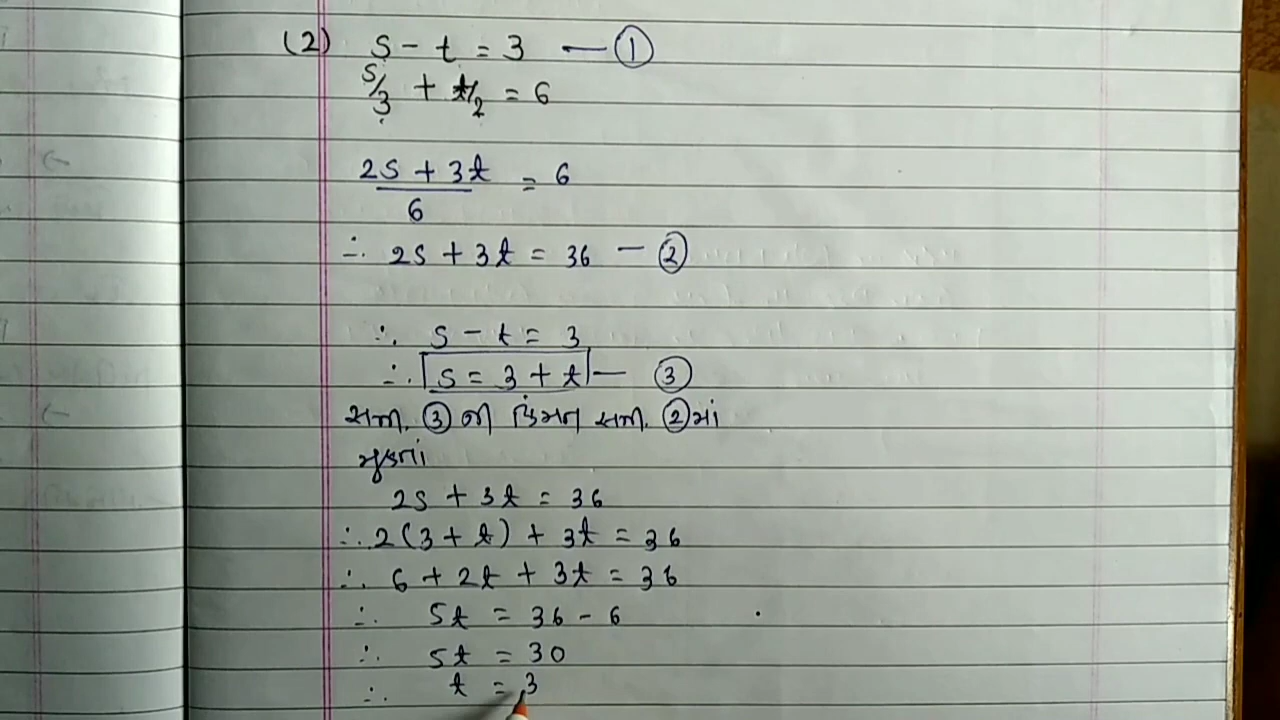 (2) s - t = 3 — ①
s/3 + t/2 = 6
2s + 3t = 6
6
∴ 2s + 3t = 36 — ②
∴ s - t = 3
∴ s = 3 + t — ③
સમી. ③ ની કિંમત સમી. ②માં
મૂકતાં
2s + 3t = 36
∴ 2(3 + t) + 3t = 36
∴ 6 + 2t + 3t = 36
∴ 5t = 36 - 6
∴ 5t = 30
∴ t = 3